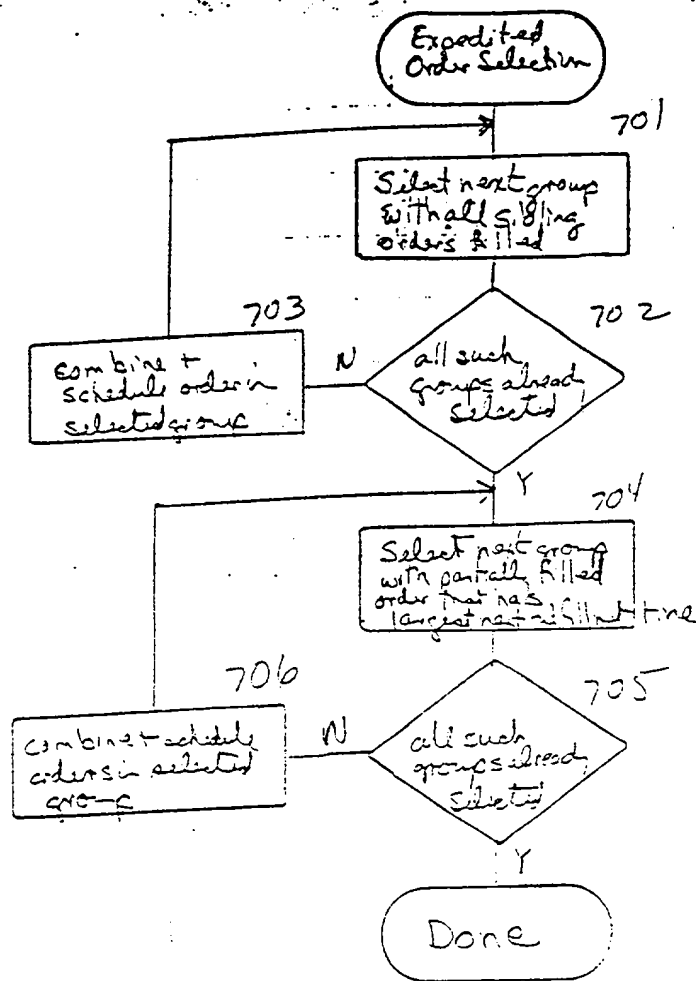 Expedited
Order Selection
701
Select next group
with all sibling
orders filled
702
all such
groups already
selected
N
703
combine +
schedule order in
selected group
Y
704
Select next group
with partially filled
order that has
largest next fulfillment time
705
all such
groups already
selected
N
706
combine + schedule
orders in selected
group
Y
Done